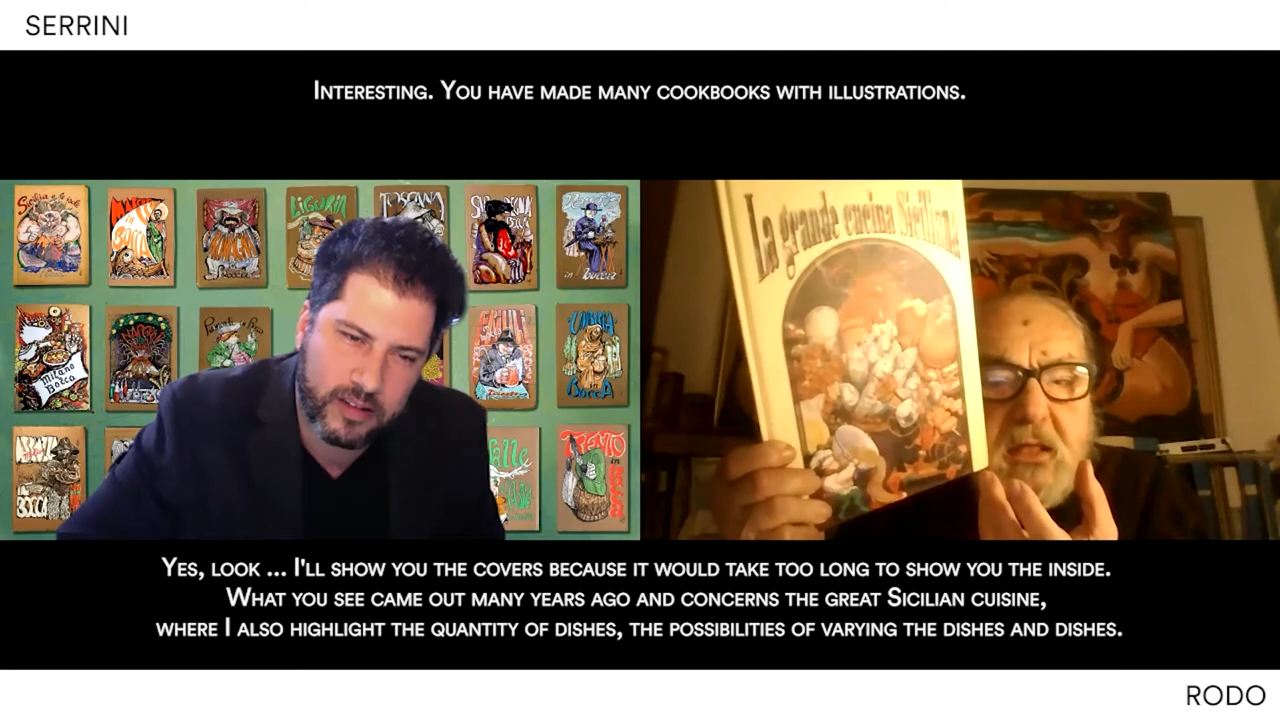 SERRINI
Interesting. You have made many cookbooks with illustrations.
LIGURIA
TOSCANA
in bocca
Milano
in
Bocca
UMBRIA
BOCCA
TRENTO
in
La grande cucina Siciliana
Yes, look ... I'll show you the covers because it would take too long to show you the inside.
What you see came out many years ago and concerns the great Sicilian cuisine,
where I also highlight the quantity of dishes, the possibilities of varying the dishes and dishes.
RODO